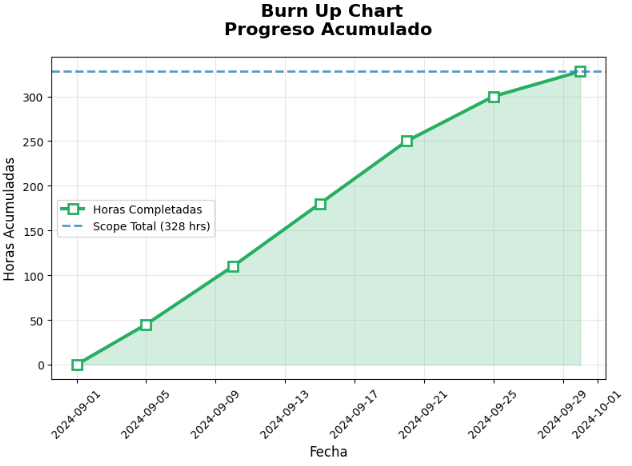 Burn Up Chart
Progreso Acumulado
Horas Acumuladas
300
250
200
150
100
50
0
Horas Completadas
Scope Total (328 hrs)
2024-09-01
2024-09-05
2024-09-09
2024-09-13
2024-09-17
2024-09-21
2024-09-25
2024-09-29
2024-10-01
Fecha